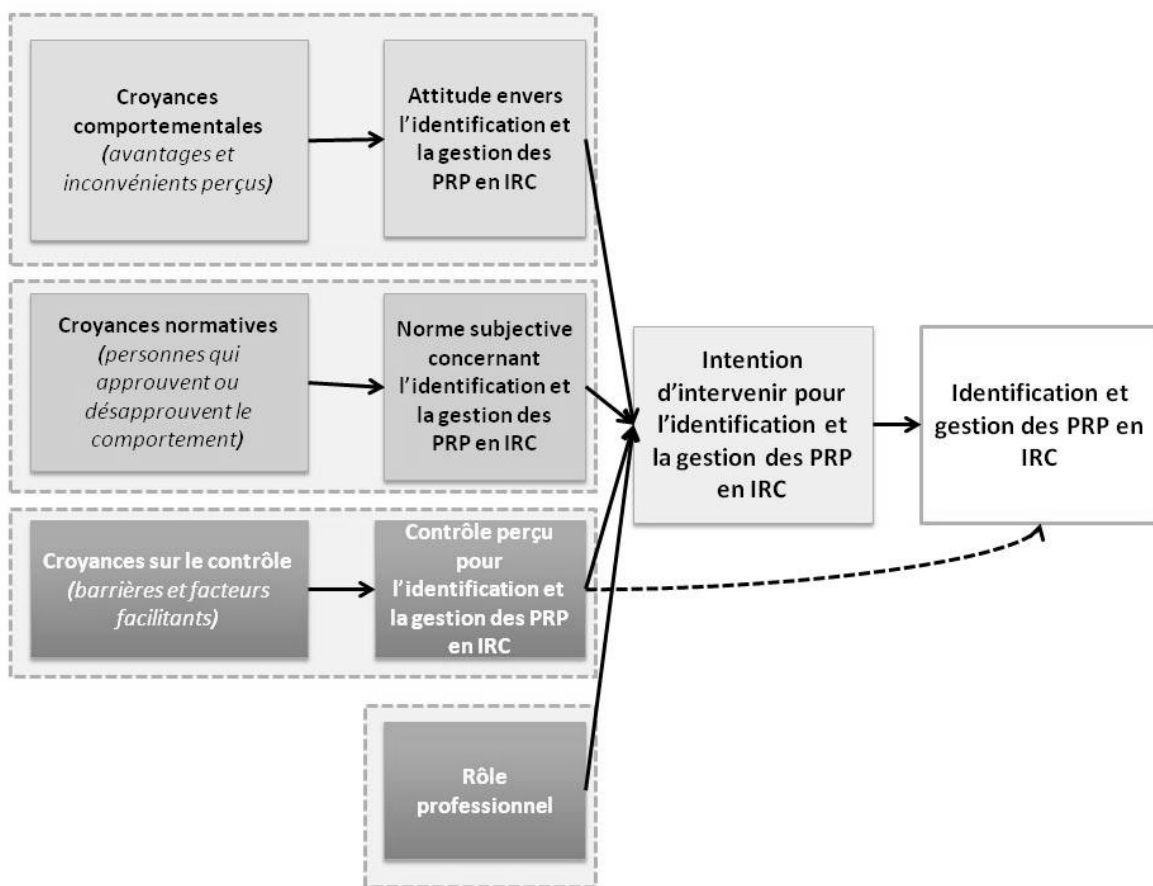 Croyances
comportementales
(avantages et
inconvénients perçus)
Attitude envers
l'identification et
la gestion des
PRP en IRC
Croyances normatives
(personnes qui
approuvent ou
désapprouvent le
comportement)
Norme subjective
concernant
l'identification et
la gestion des
PRP en IRC
Croyances sur le contrôle
(barrières et facteurs
facilitants)
Contrôle perçu
pour
l'identification et
la gestion des PRP
en IRC
Rôle
professionnel
Intention
d'intervenir pour
l'identification et
la gestion des PRP
en IRC
Identification et
gestion des PRP en
IRC